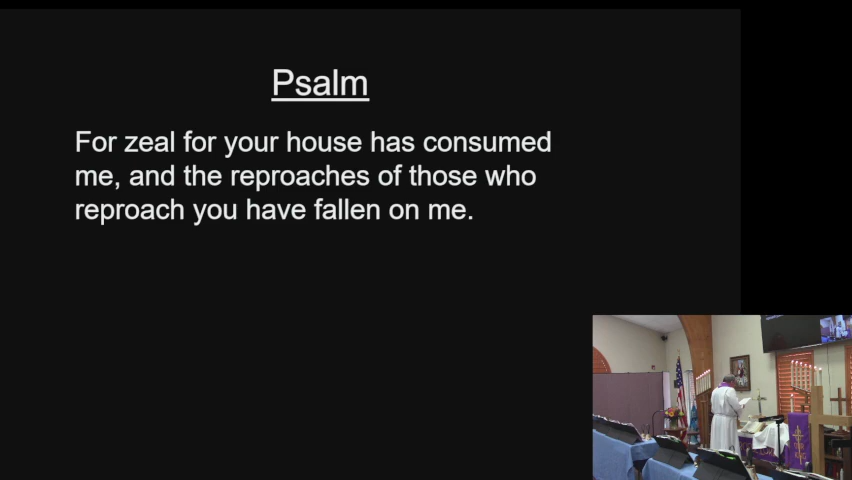 Psalm
For zeal for your house has consumed
me, and the reproaches of those who
reproach you have fallen on me.